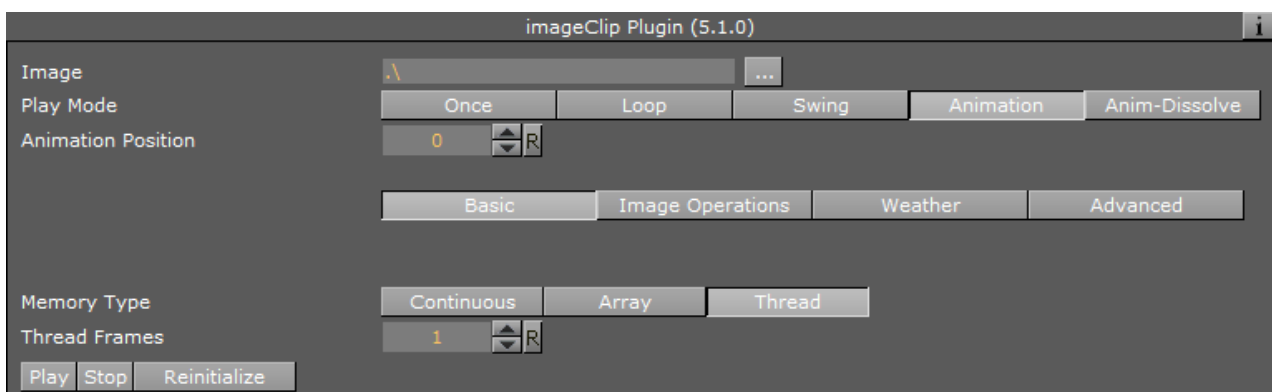 imageClip Plugin (5.1.0) i
Image .\ ...
Play Mode Once Loop Swing Animation Anim-Dissolve
Animation Position 0 R
Basic Image Operations Weather Advanced
Memory Type Continuous Array Thread
Thread Frames 1 R
Play Stop Reinitialize